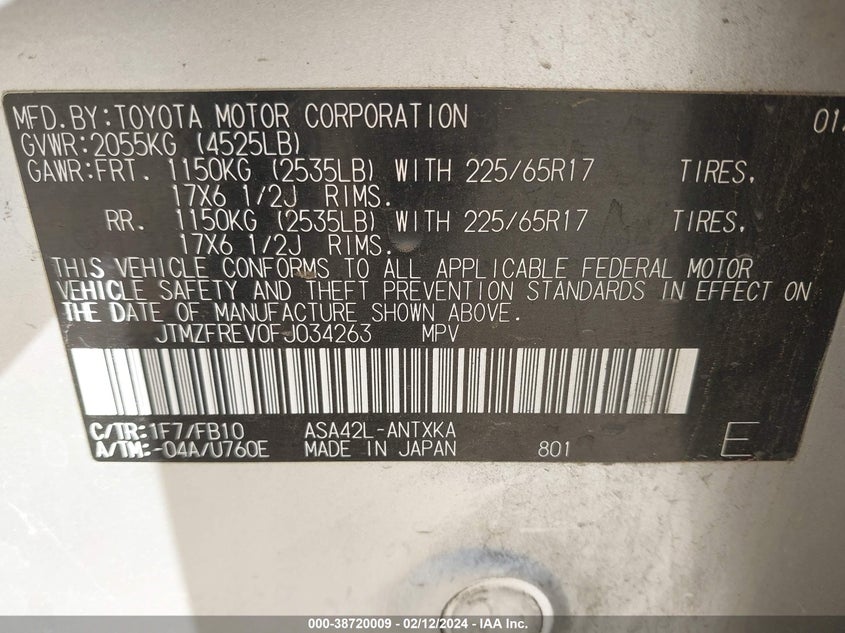 MFD.BY:TOYOTA MOTOR CORPORATION 01
GVWR:2055KG (4525LB)
GAWR:FRT. 1150KG (2535LB) WITH 225/65R17 TIRES,
17X6 1/2J RIMS.
RR. 1150KG (2535LB) WITH 225/65R17 TIRES,
17X6 1/2J RIMS.
THIS VEHICLE CONFORMS TO ALL APPLICABLE FEDERAL MOTOR
VEHICLE SAFETY AND THEFT PREVENTION STANDARDS IN EFFECT ON
THE DATE OF MANUFACTURE SHOWN ABOVE.
JTMZFREV0FJ034263 MPV
C/TR:1F7/FB10 ASA42L-ANTXKA
A/TM:-04A/U760E MADE IN JAPAN 801 E
000-38720009 - 02/12/2024 - IAA Inc.